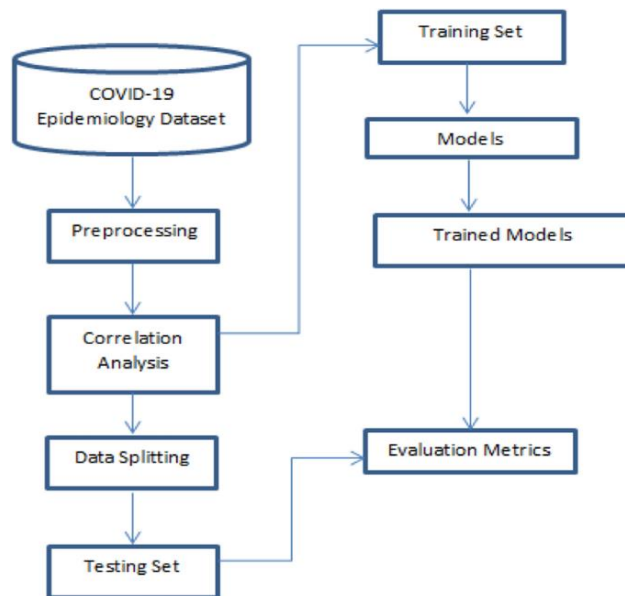 COVID-19
Epidemiology Dataset
Preprocessing
Correlation
Analysis
Data Splitting
Testing Set
Training Set
Models
Trained Models
Evaluation Metrics